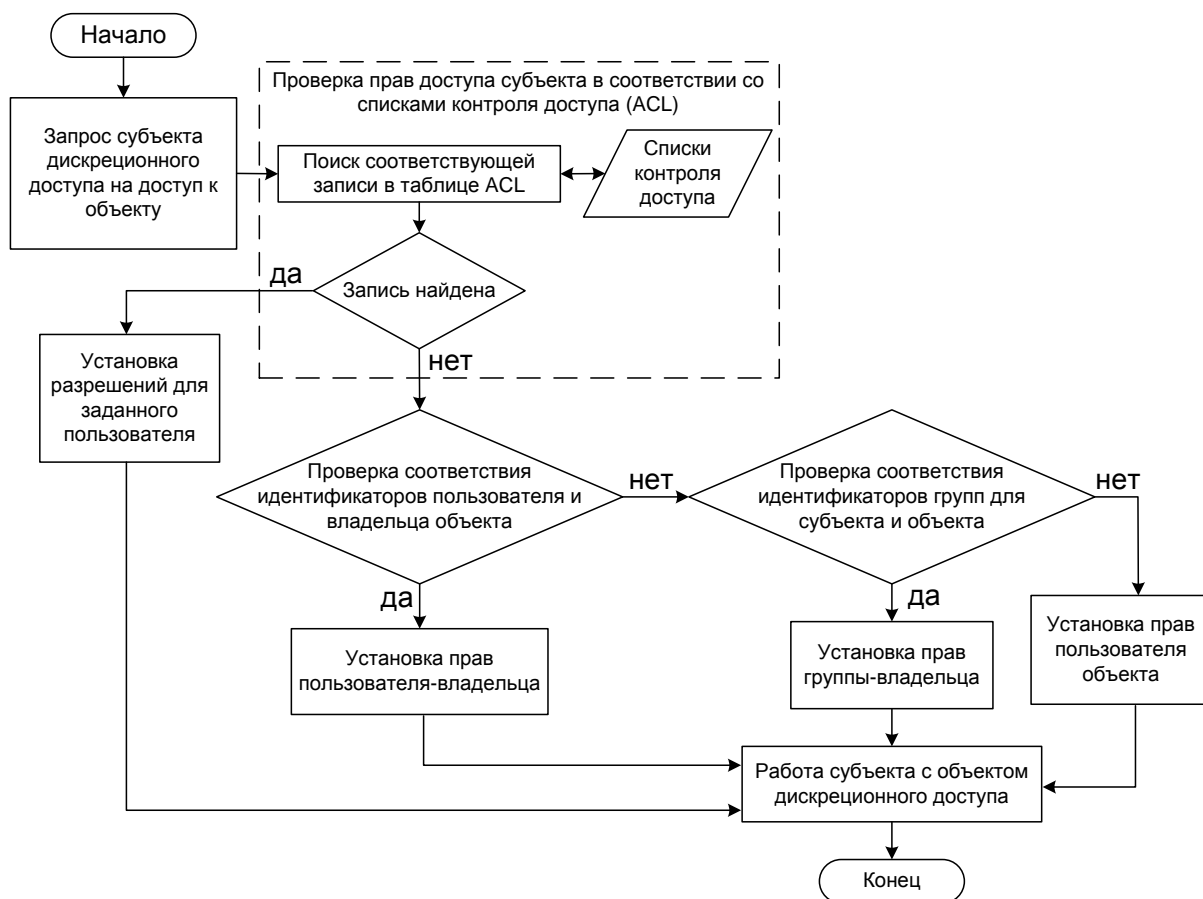 Начало
Проверка прав доступа субъекта в соответствии со
списками контроля доступа (ACL)
Запрос субъекта
дискреционного
доступа на доступ к
объекту
Поиск соответствующей
записи в таблице ACL
Списки
контроля
доступа
да
Запись найдена
нет
Установка
разрешений для
заданного
пользователя
Проверка соответствия
идентификаторов пользователя и
владельца объекта
нет
Проверка соответствия
идентификаторов групп для
субъекта и объекта
нет
да
да
Установка прав
пользователя-владельца
Установка прав
группы-владельца
Установка прав
пользователя
объекта
Работа субъекта с объектом
дискреционного доступа
Конец